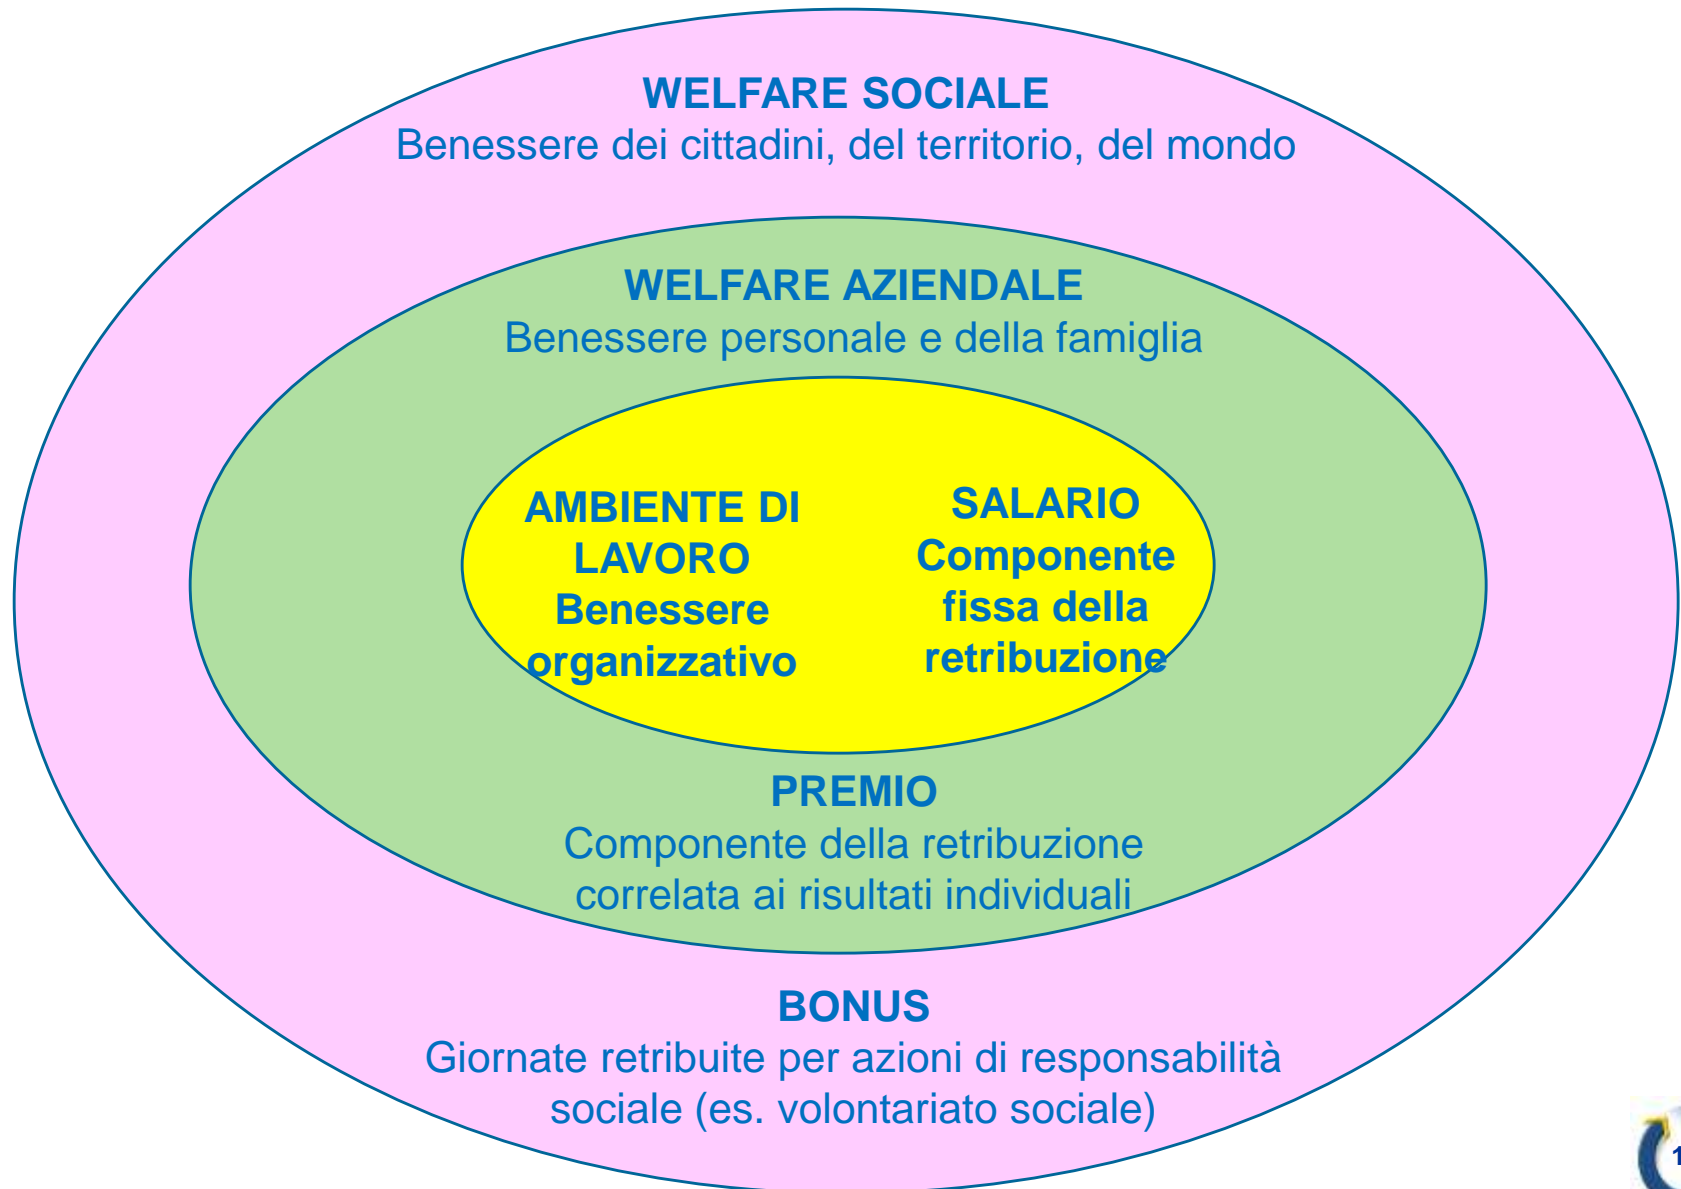 WELFARE SOCIALE
Benessere dei cittadini, del territorio, del mondo
WELFARE AZIENDALE
Benessere personale e della famiglia
AMBIENTE DI
LAVORO
Benessere
organizzativo
SALARIO
Componente
fissa della
retribuzione
PREMIO
Componente della retribuzione
correlata ai risultati individuali
BONUS
Giornate retribuite per azioni di responsabilità
sociale (es. volontariato sociale)